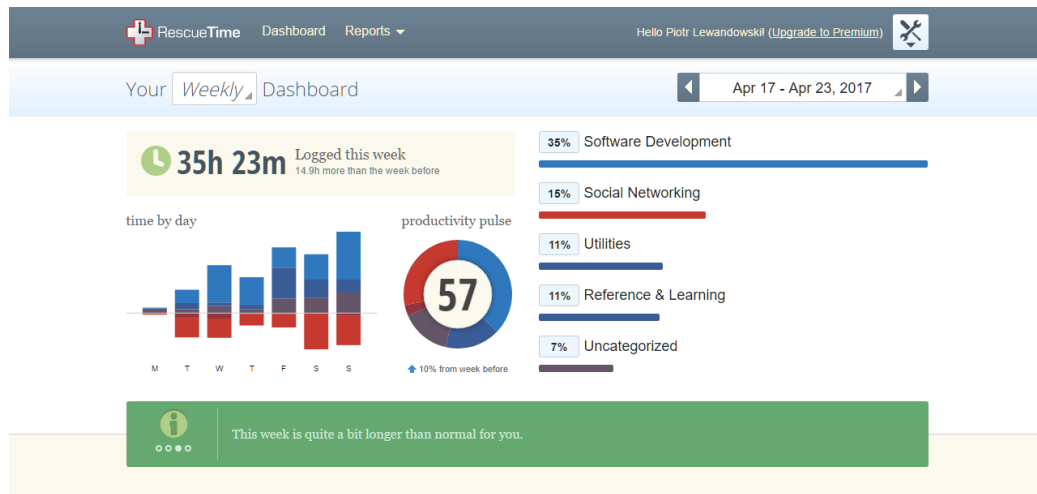 RescueTime Dashboard Reports Hello Piotr Lewandowski! (Upgrade to Premium)
Your Weekly Dashboard Apr 17 - Apr 23, 2017
35h 23m Logged this week
14.9h more than the week before
time by day
M T W T F S S
productivity pulse
57
10% from week before
35% Software Development
15% Social Networking
11% Utilities
11% Reference & Learning
7% Uncategorized
This week is quite a bit longer than normal for you.